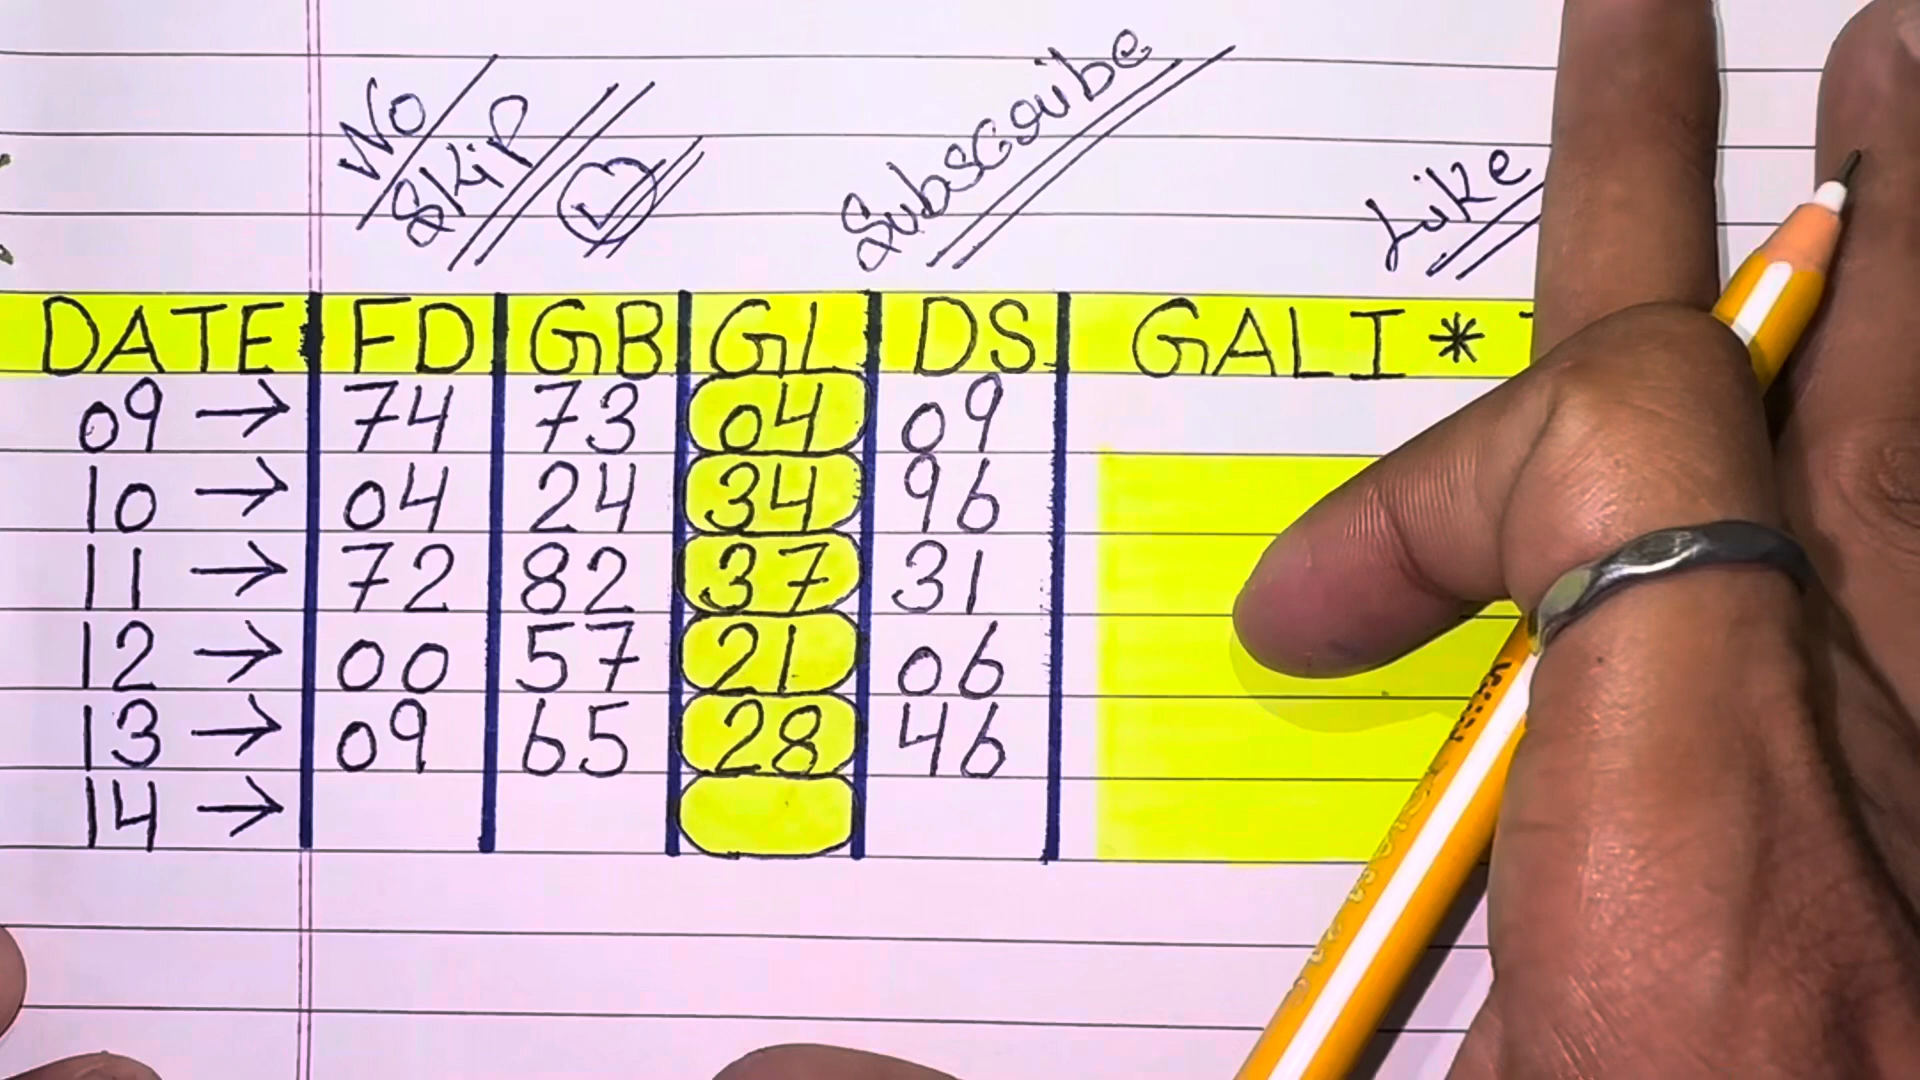 No
Skip
Subscribe
Like
DATE FD GB GL DS GALI *
09 → 74 73 04 09
10 → 04 24 34 96
11 → 72 82 37 31
12 → 00 57 21 06
13 → 09 65 28 46
14 →